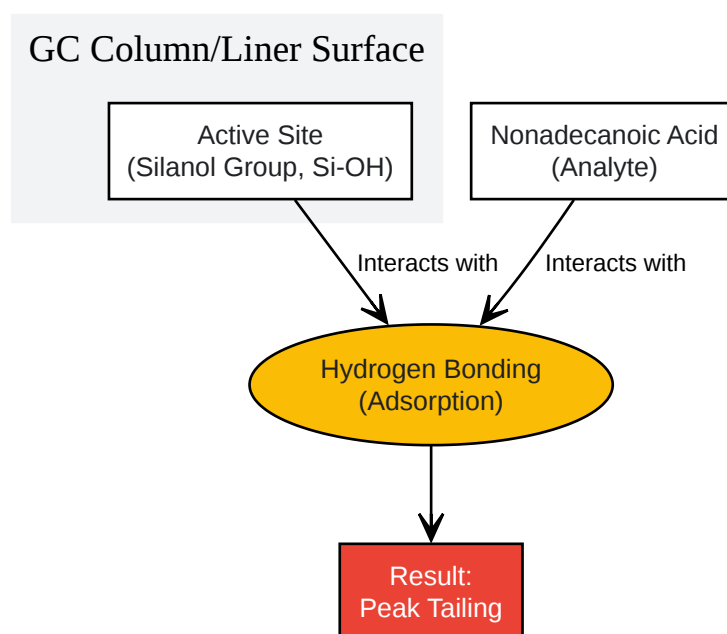 GC Column/Liner Surface
Active Site
(Silanol Group, Si-OH)
Nonadecanoic Acid
(Analyte)
Interacts with
Interacts with
Hydrogen Bonding
(Adsorption)
Result:
Peak Tailing